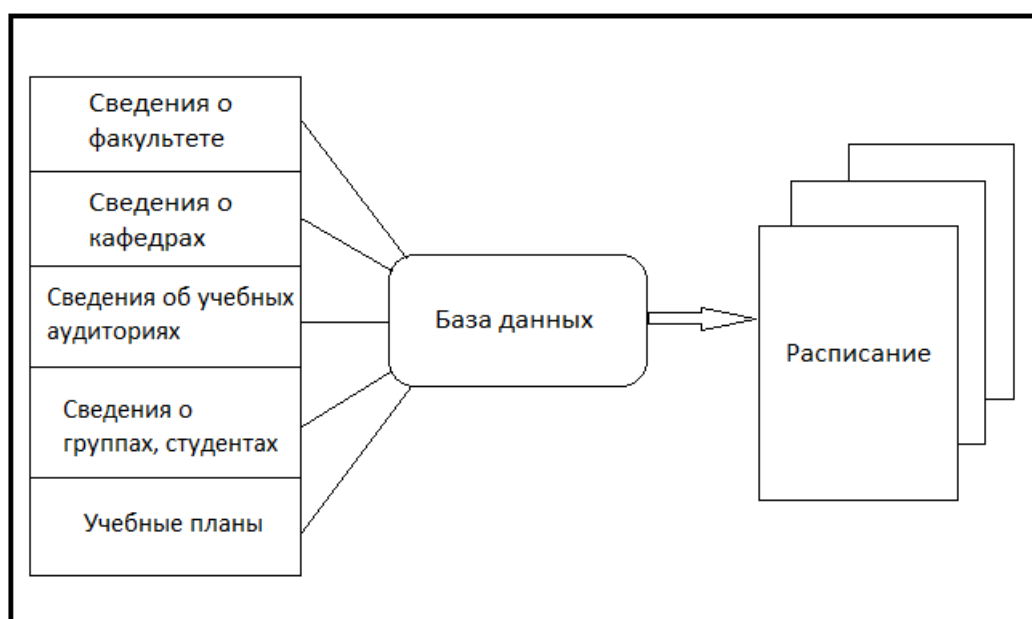 Сведения о
факультете
Сведения о
кафедрах
Сведения об учебных
аудиториях
Сведения о
группах, студентах
Учебные планы
База данных
Расписание